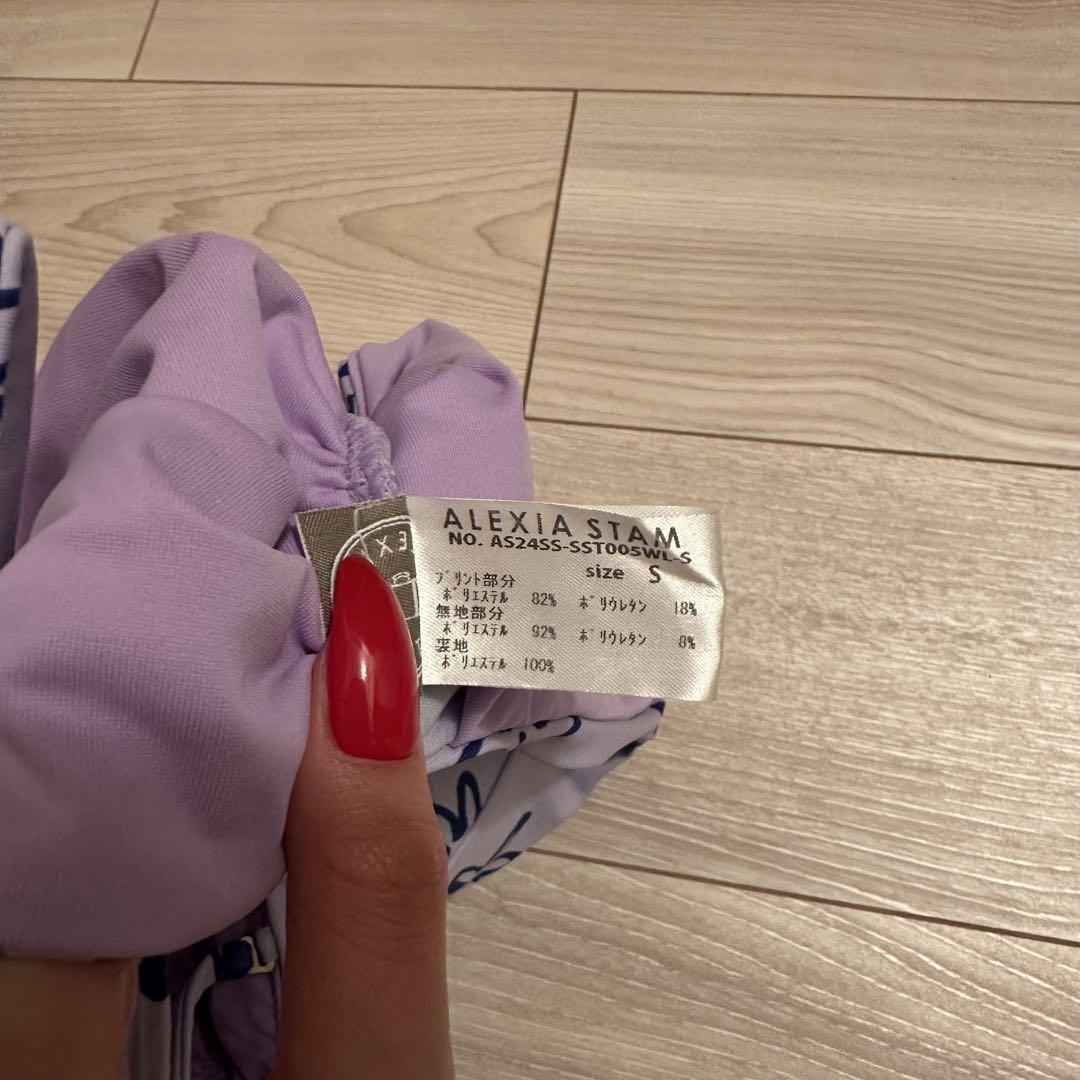 ALEXIA STAM
NO. AS24SS-SST005WL-S
size S
プリント部分
ポリエステル 82% ポリウレタン 18%
無地部分
ポリエステル 92% ポリウレタン 8%
裏地
ポリエステル 100%